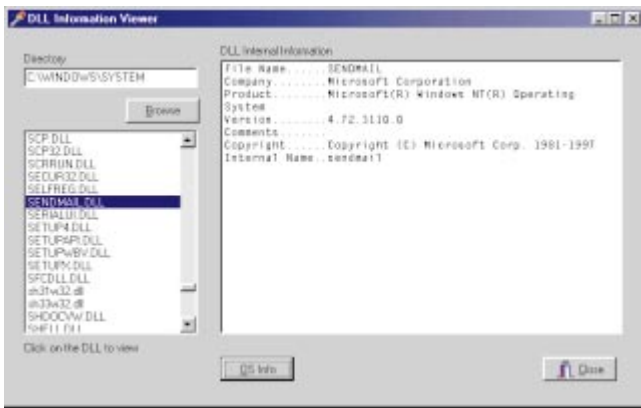 DLL Information Viewer
Directory
C:\WINDOWS\SYSTEM
Browse
SCP.DLL
SCP32.DLL
SCRRUN.DLL
SECUR32.DLL
SELFREG.DLL
SENDMAIL.DLL
SERIALUI.DLL
SETUP4.DLL
SETUPAPI.DLL
SETUPWBV.DLL
SETUPX.DLL
SFCDLL.DLL
sh31w32.dll
sh33w32.dll
SHDOCVW.DLL
SHELL.DLL
Click on the DLL to view
DLL Internal Information
File Name......SENDMAIL
Company........Microsoft Corporation
Product........Microsoft(R) Windows NT(R) Operating
System
Version........4.72.3110.0
Comments.......
Copyright......Copyright (C) Microsoft Corp. 1981-1997
Internal Name..sendmail
OS Info
Close